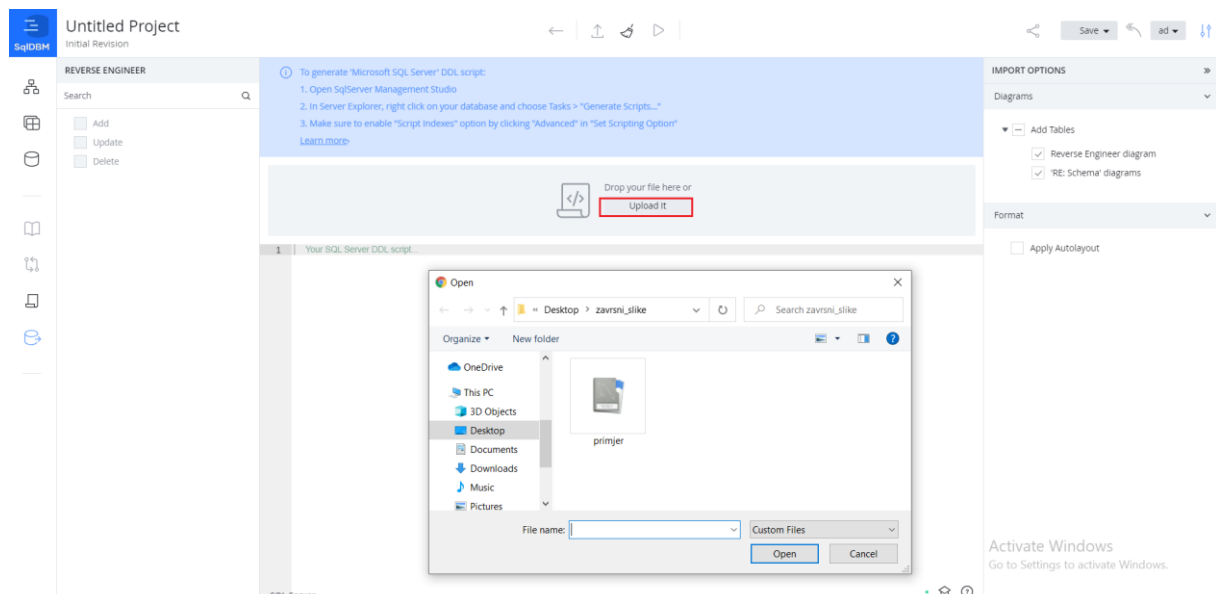 Untitled Project
Initial Revision
SqlDBM
Save
ad
REVERSE ENGINEER
Search
Add
Update
Delete
To generate 'Microsoft SQL Server' DDL script:
1. Open SqlServer Management Studio
2. In Server Explorer, right click on your database and choose Tasks > "Generate Scripts..."
3. Make sure to enable "Script Indexes" option by clicking "Advanced" in "Set Scripting Option"
Learn more›
Drop your file here or
Upload It
1 Your SQL Server DDL script...
IMPORT OPTIONS
Diagrams
Add Tables
Reverse Engineer diagram
'RE: Schema' diagrams
Format
Apply Autolayout
Open
« Desktop › zavrsni_slike
Search zavrsni_slike
Organize
New folder
OneDrive
This PC
3D Objects
Desktop
Documents
Downloads
Music
Pictures
primjer
File name:
Custom Files
Open
Cancel
Activate Windows
Go to Settings to activate Windows.